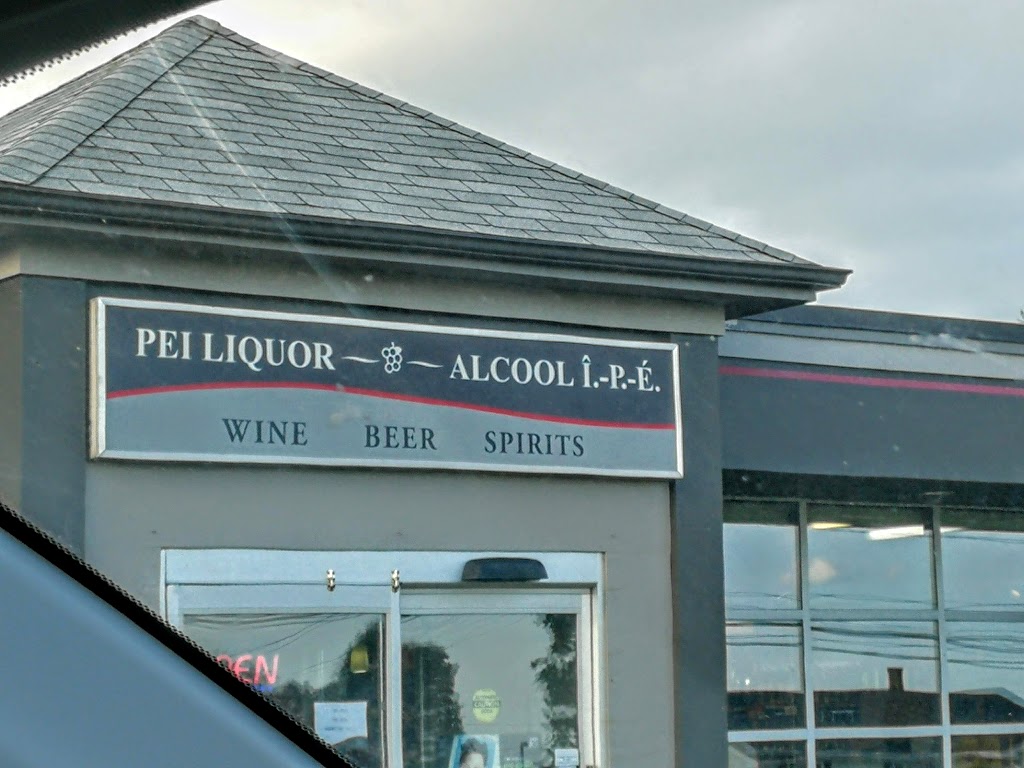 PEI LIQUOR ALCOOL Î.-P.-É.
WINE BEER SPIRITS